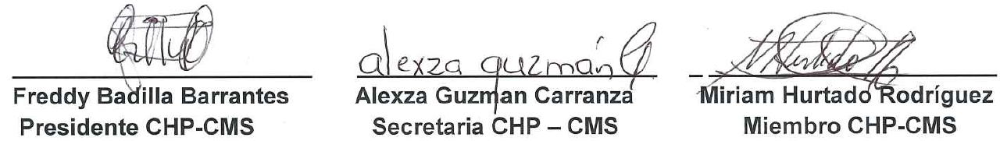 alexza guzmán M Hurtado R
Freddy Badilla Barrantes Alexza Guzman Carranza Miriam Hurtado Rodríguez
Presidente CHP-CMS Secretaria CHP – CMS Miembro CHP-CMS